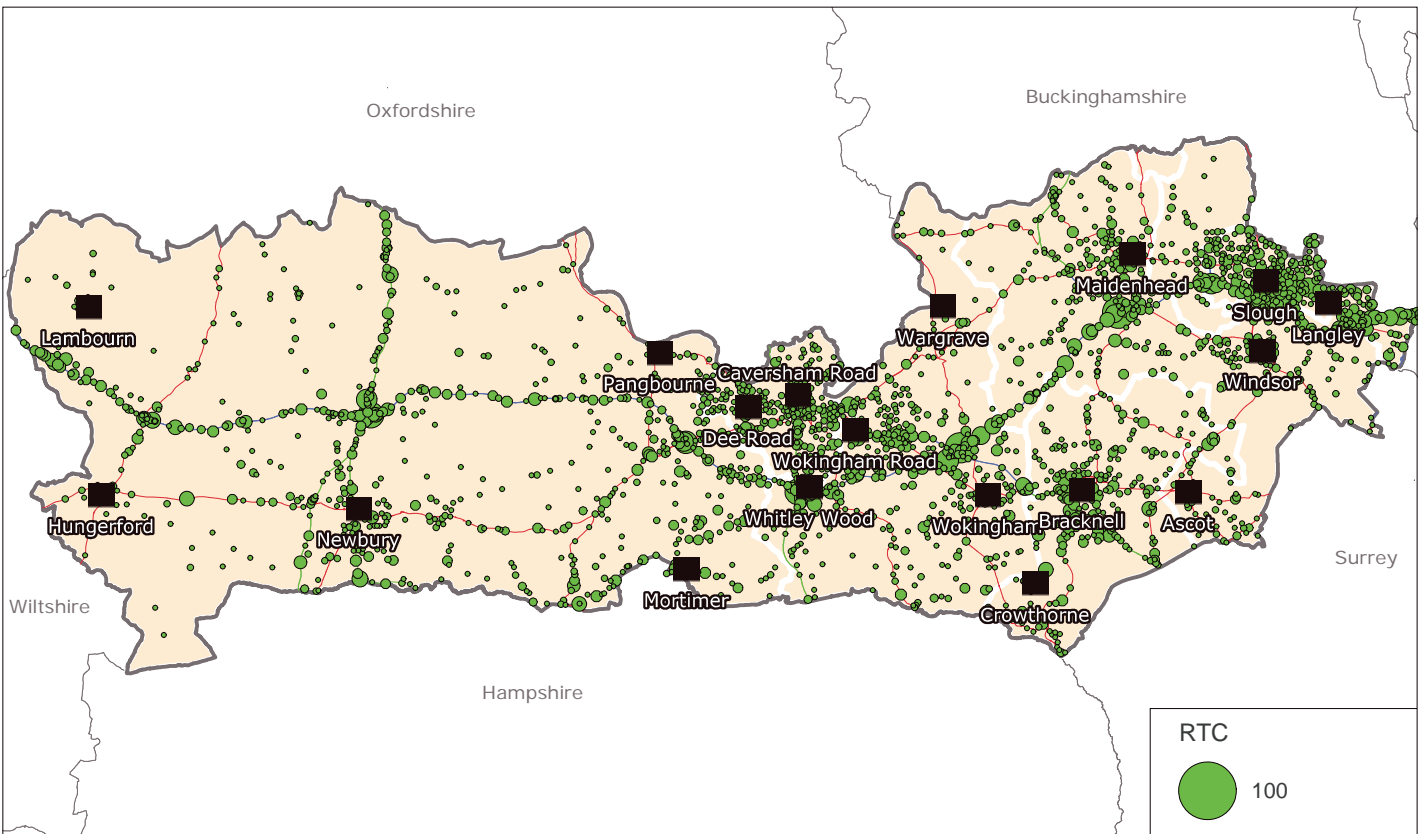 Buckinghamshire
Oxfordshire
Maidenhead
Slough
Langley
Lambourn
Wargrave
Caversham Road
Pangbourne
Windsor
Dee Road
Wokingham Road
Whitley Wood
Hungerford
Newbury
Wokingham
Bracknell
Ascot
Surrey
Mortimer
Wiltshire
Crowthorne
Hampshire
RTC
100